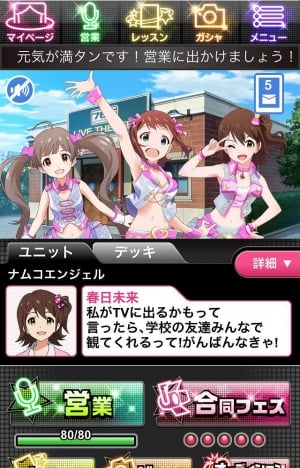 マイページ
営業
レッスン
ガシャ
メニュー
元気が満タンです!営業に出かけましょう!
5
765
LIVE THE
ユニット
デッキ
ナムコエンジェル
詳細
春日未来
私がTVに出るかもって
言ったら、学校の友達みんなで
観てくれるって!がんばんなきゃ!
営業
合同フェス
80/80